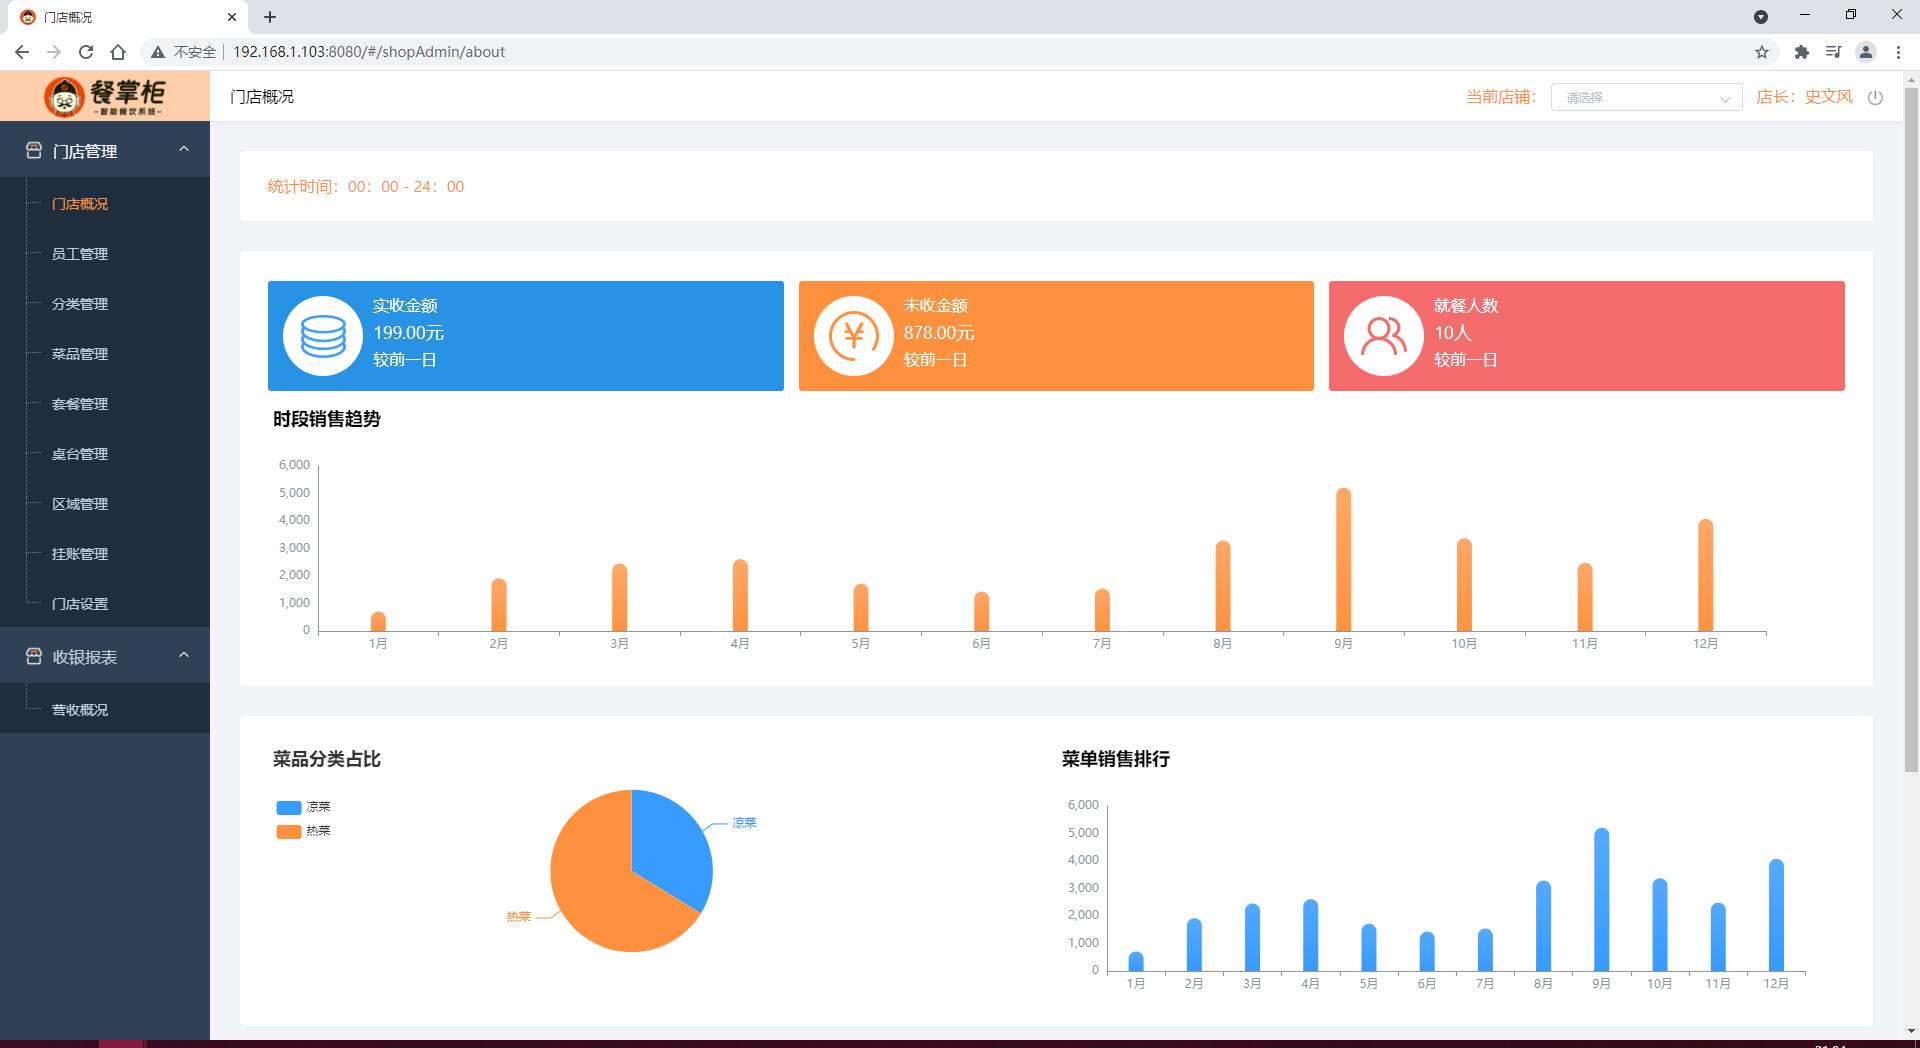 门店概况
不安全
192.168.1.103:8080/#/shopAdmin/about
餐掌柜
-智能餐饮系统-
门店概况
当前店铺：
请选择
店长：史文风
门店管理
门店概况
员工管理
分类管理
菜品管理
套餐管理
桌台管理
区域管理
挂账管理
门店设置
收银报表
营收概况
统计时间：00：00 - 24：00
实收金额
199.00元
较前一日
未收金额
878.00元
较前一日
就餐人数
10人
较前一日
时段销售趋势
6,000
5,000
4,000
3,000
2,000
1,000
0
1月 2月 3月 4月 5月 6月 7月 8月 9月 10月 11月 12月
菜品分类占比
凉菜
热菜
凉菜
热菜
菜单销售排行
6,000
5,000
4,000
3,000
2,000
1,000
0
1月 2月 3月 4月 5月 6月 7月 8月 9月 10月 11月 12月